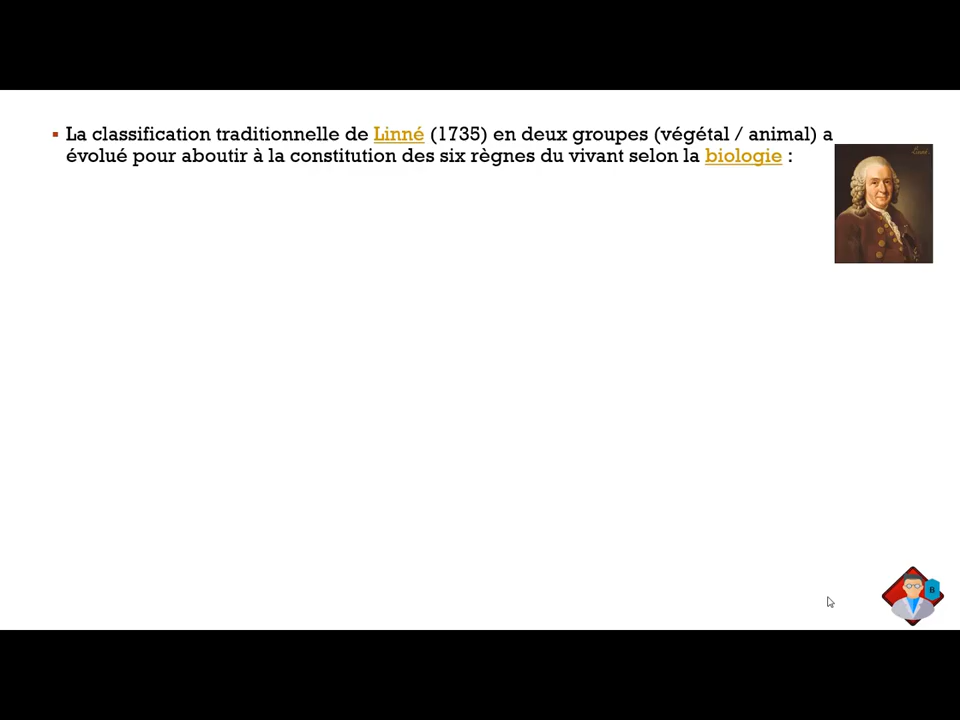 La classification traditionnelle de Linné (1735) en deux groupes (végétal / animal) a
évolué pour aboutir à la constitution des six règnes du vivant selon la biologie :
B